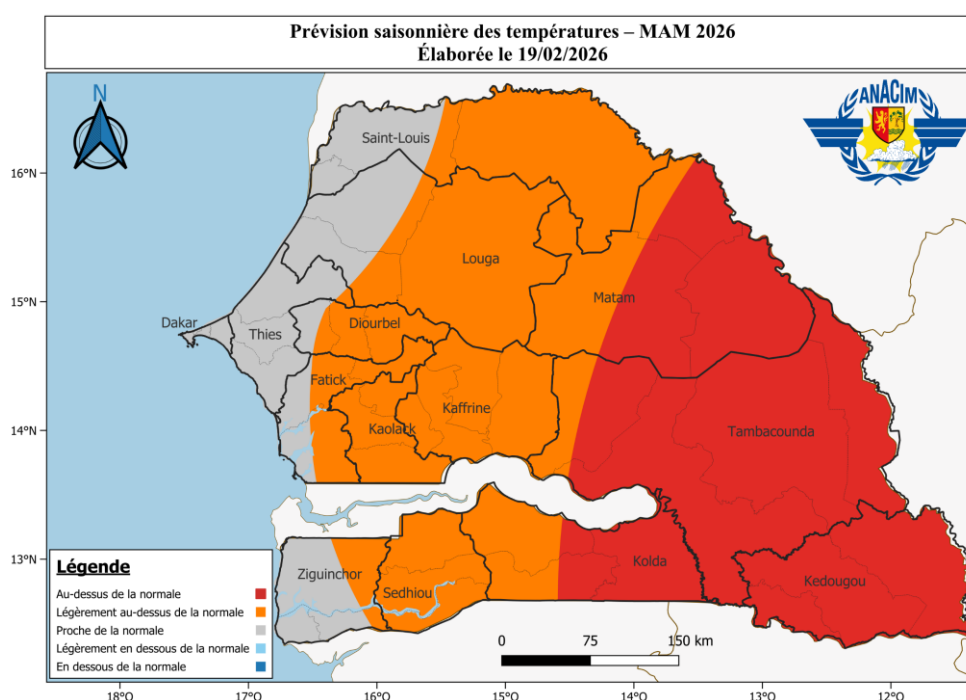 Prévision saisonnière des températures – MAM 2026
Élaborée le 19/02/2026
N
ANACIM
Saint-Louis
16°N
Louga
15°N
Matam
Dakar
Thies
Diourbel
Fatick
Kaffrine
14°N
Kaolack
Tambacounda
13°N
Ziguinchor
Sedhiou
Kolda
Kedougou
Légende
Au-dessus de la normale
Légèrement au-dessus de la normale
Proche de la normale
Légèrement en dessous de la normale
En dessous de la normale
0 75 150 km
18°O 17°O 16°O 15°O 14°O 13°O 12°O